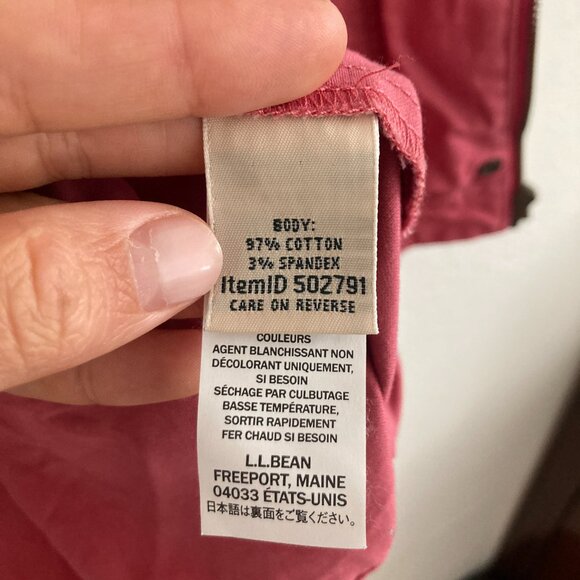 BODY:
97% COTTON
3% SPANDEX
ItemID 502791
CARE ON REVERSE
COULEURS
AGENT BLANCHISSANT NON
DÉCOLORANT UNIQUEMENT,
SI BESOIN
SÉCHAGE PAR CULBUTAGE
BASSE TEMPÉRATURE,
SORTIR RAPIDEMENT
FER CHAUD SI BESOIN
L.L.BEAN
FREEPORT, MAINE
04033 ÉTATS-UNIS
日本語は裏面をご覧ください。